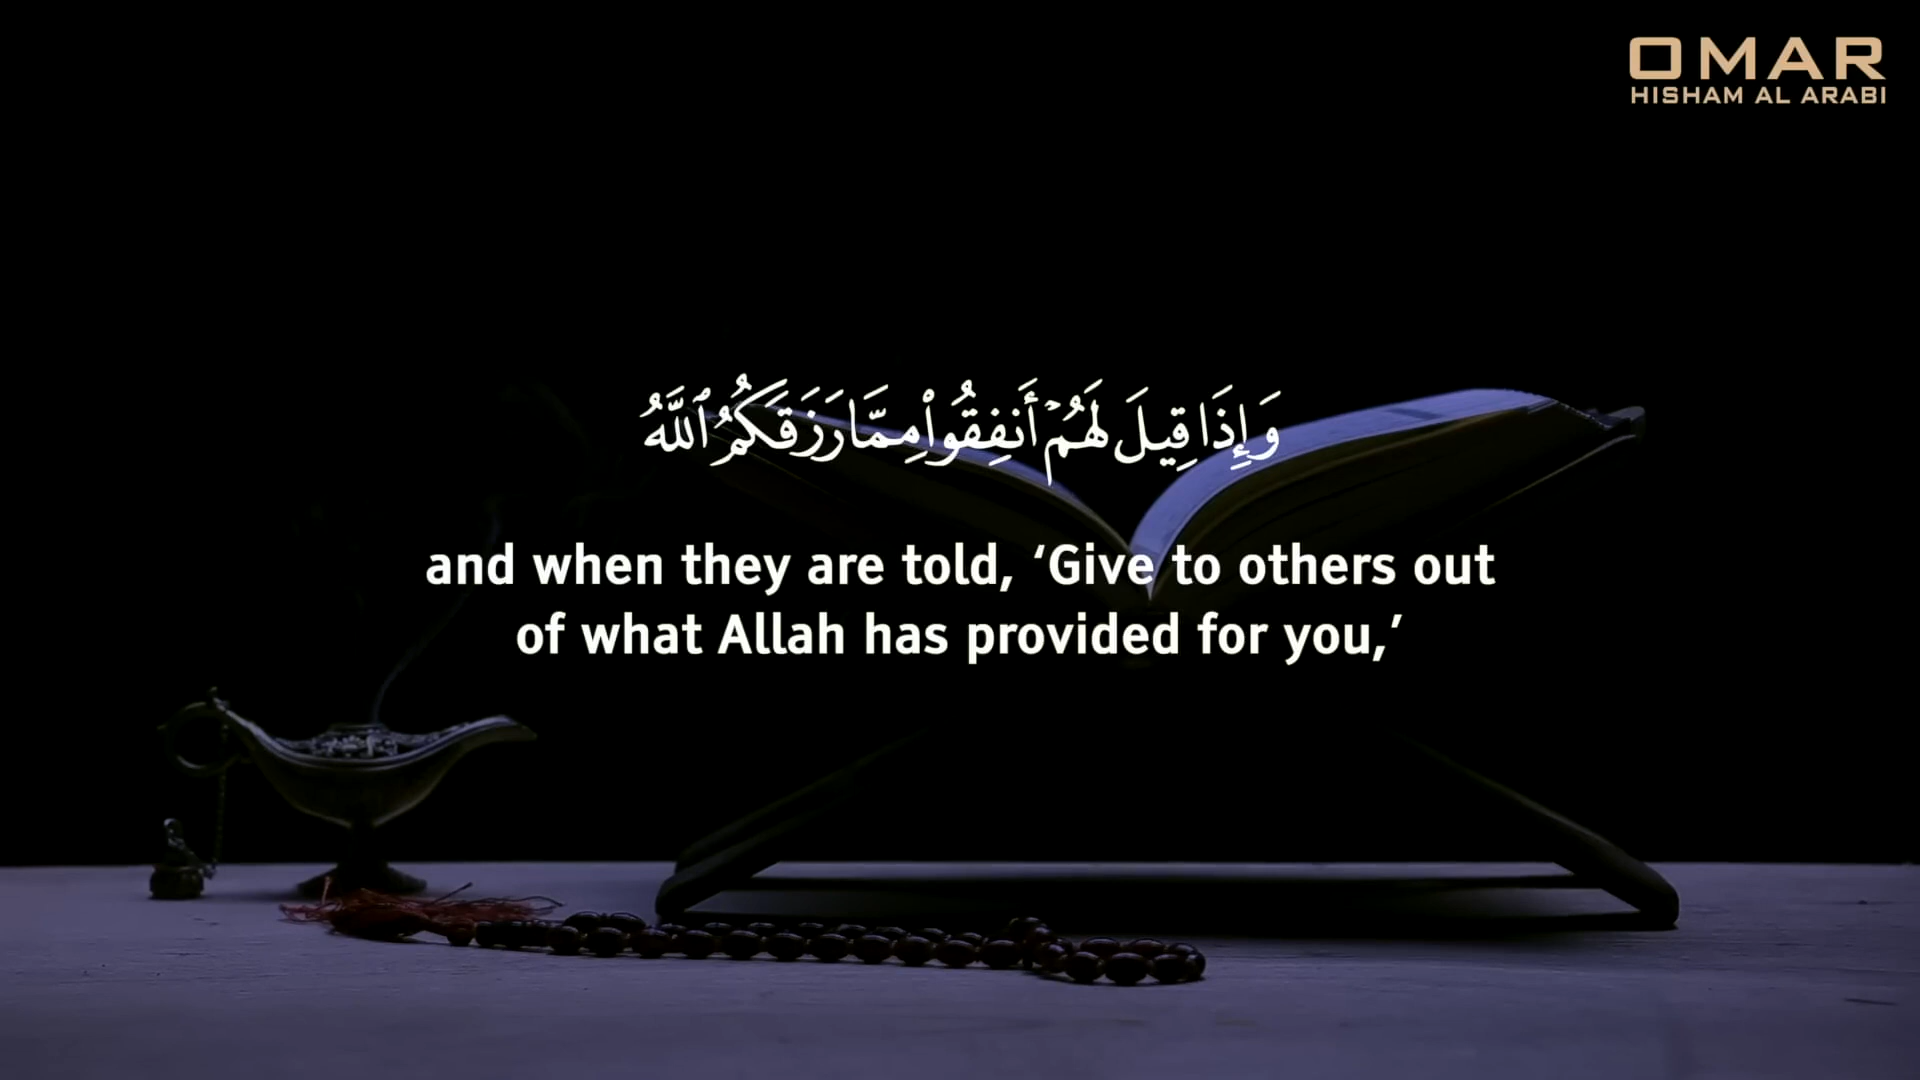 OMAR
HISHAM AL ARABI
وَإِذَا قِيلَ لَهُمۡ أَنفِقُواْ مِمَّا رَزَقَكُمُ ٱللَّهُ
and when they are told, ‘Give to others out
of what Allah has provided for you,’